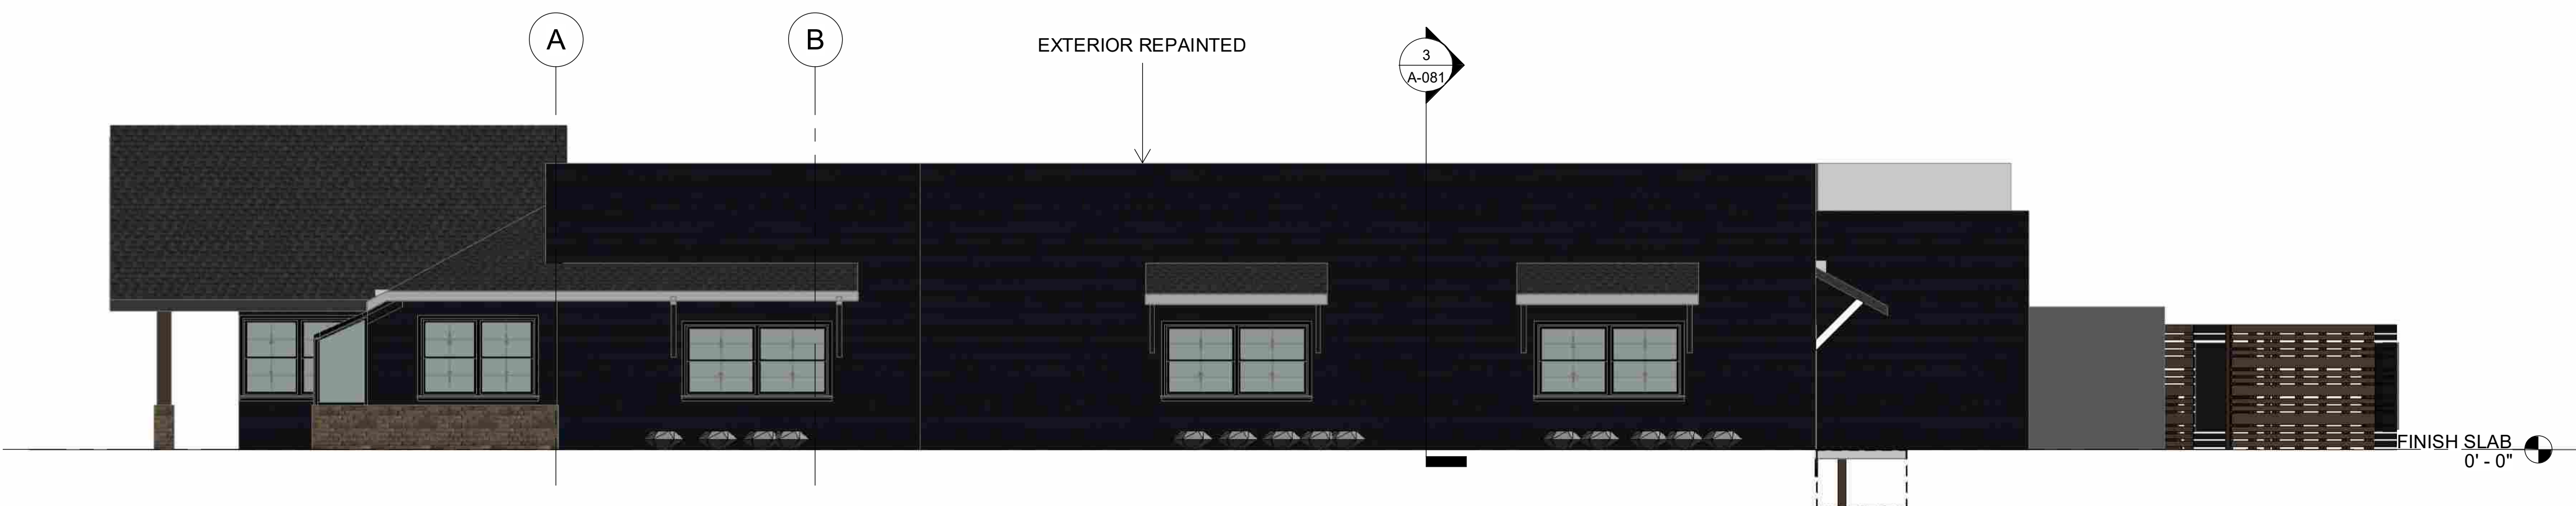 A
B
EXTERIOR REPAINTED
3
A-081
FINISH SLAB
0' - 0"